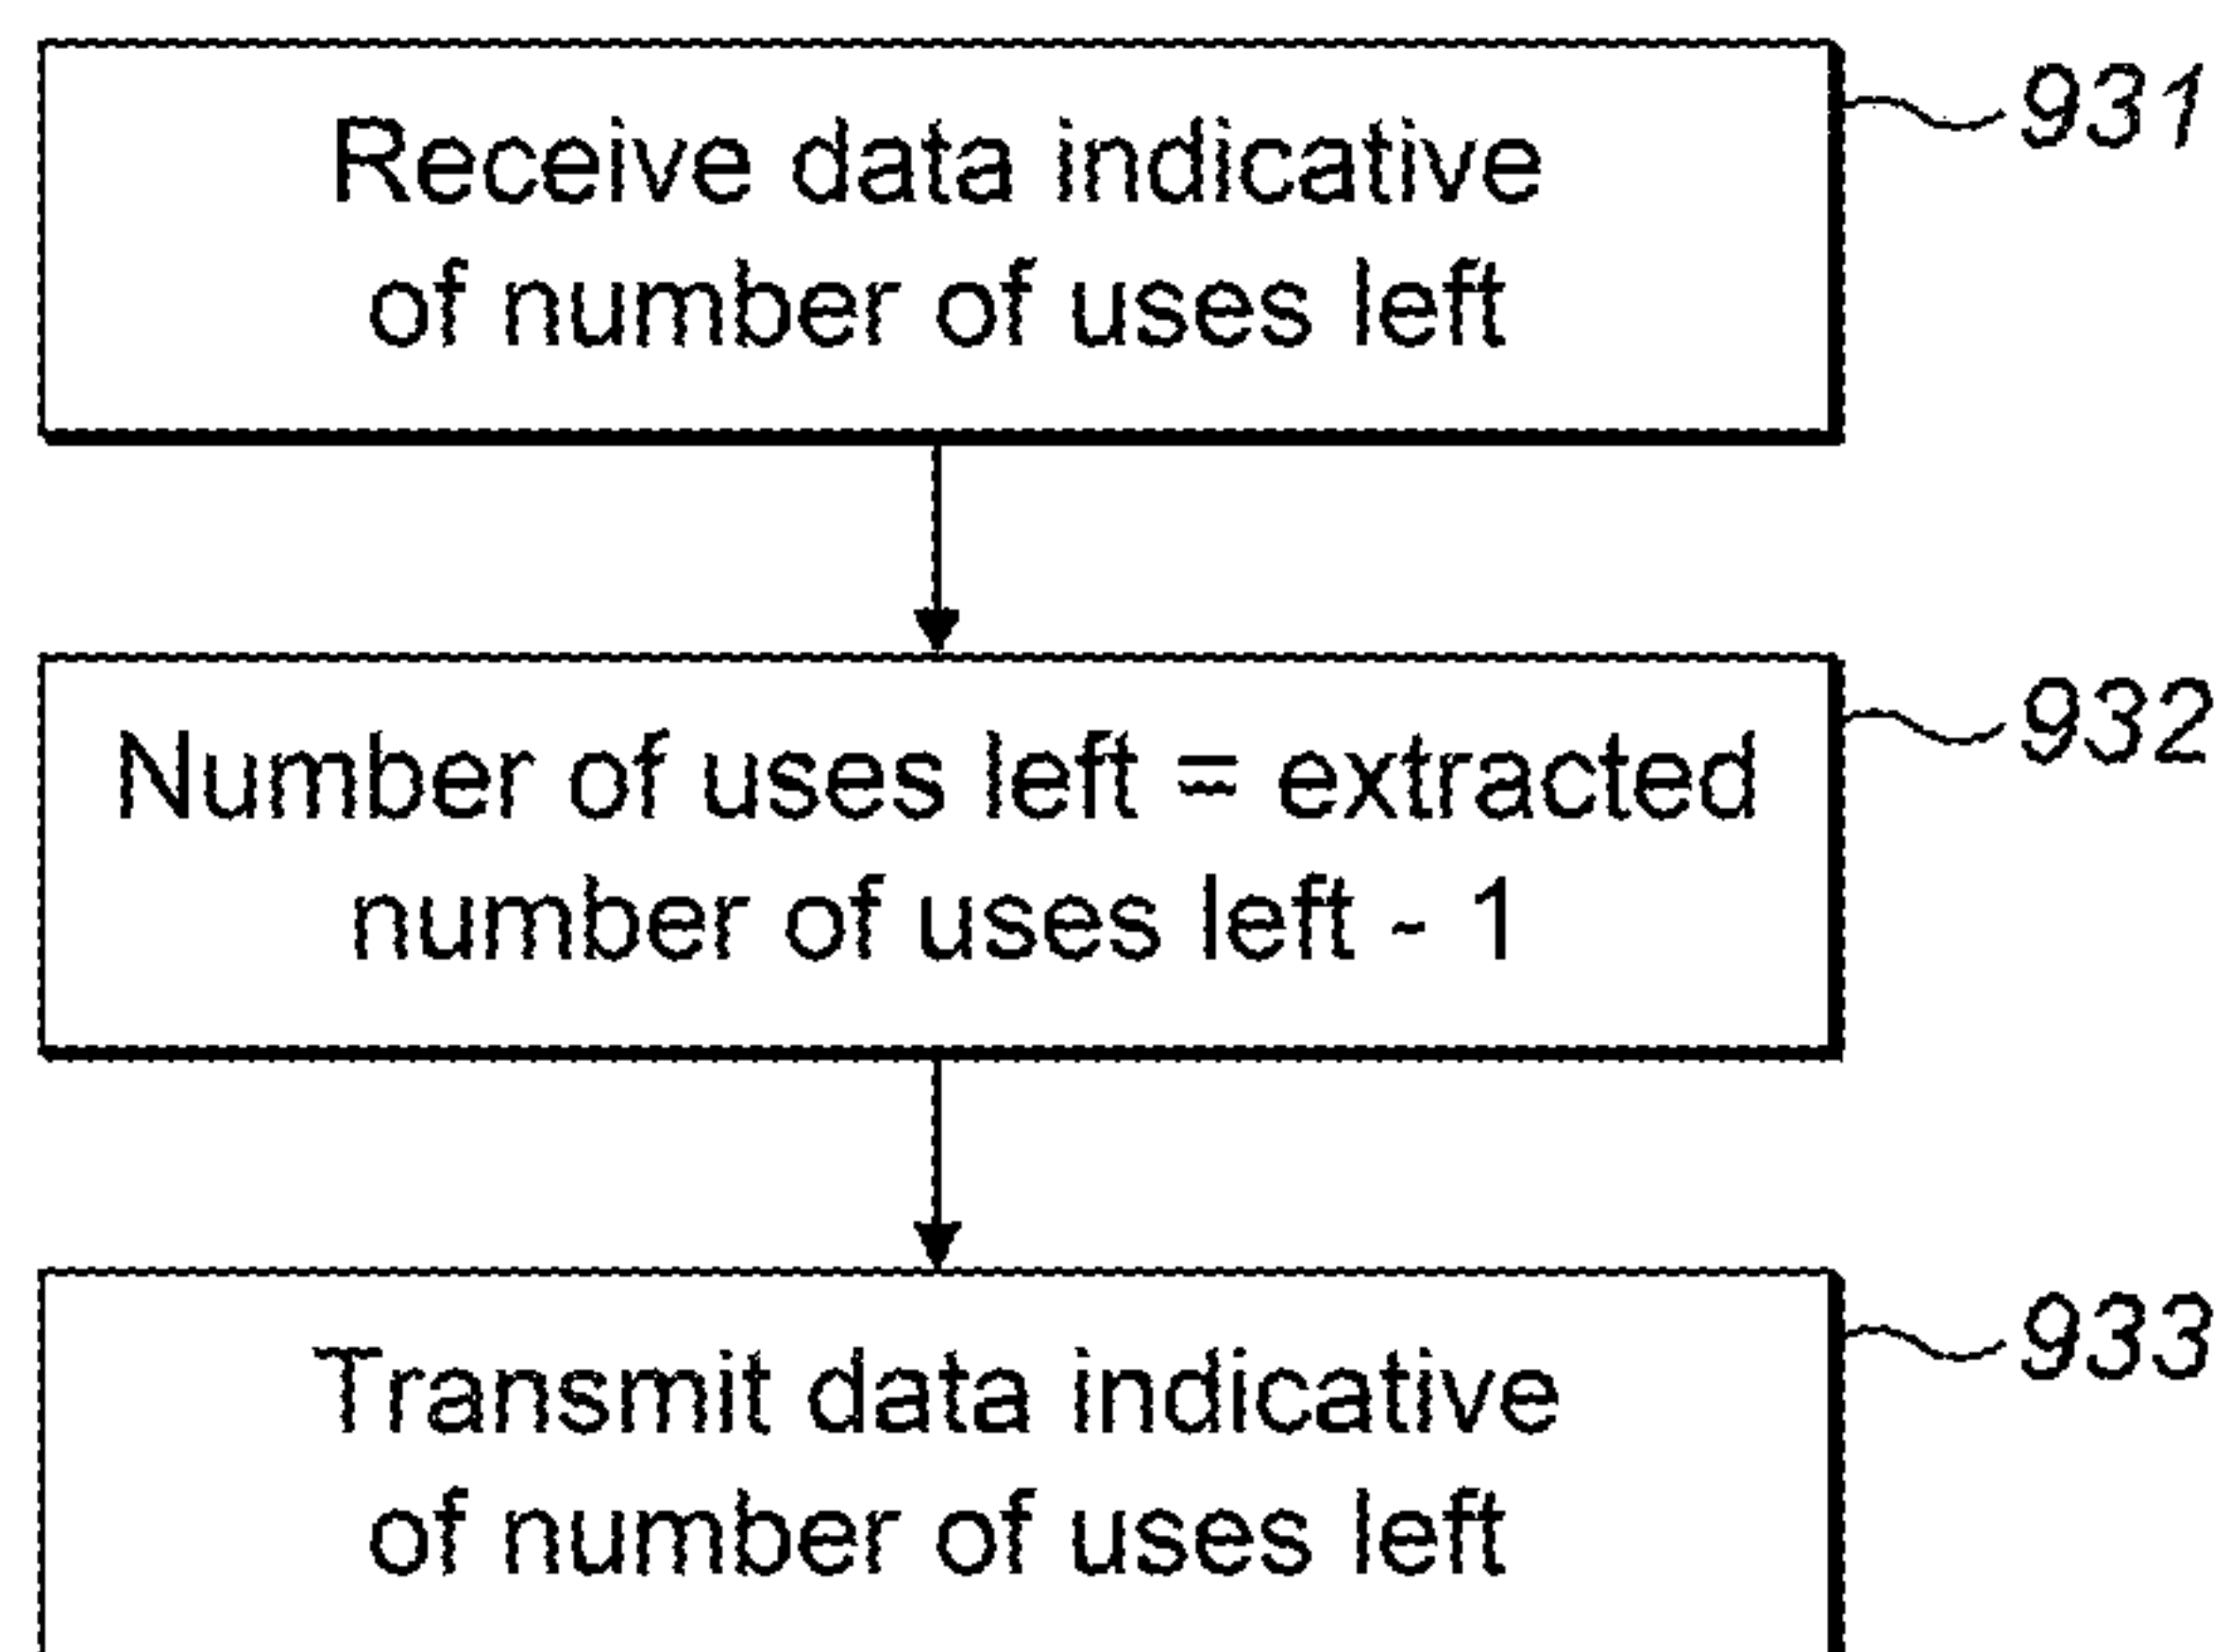 Receive data indicative
of number of uses left
931
Number of uses left = extracted
number of uses left - 1
932
Transmit data indicative
of number of uses left
933